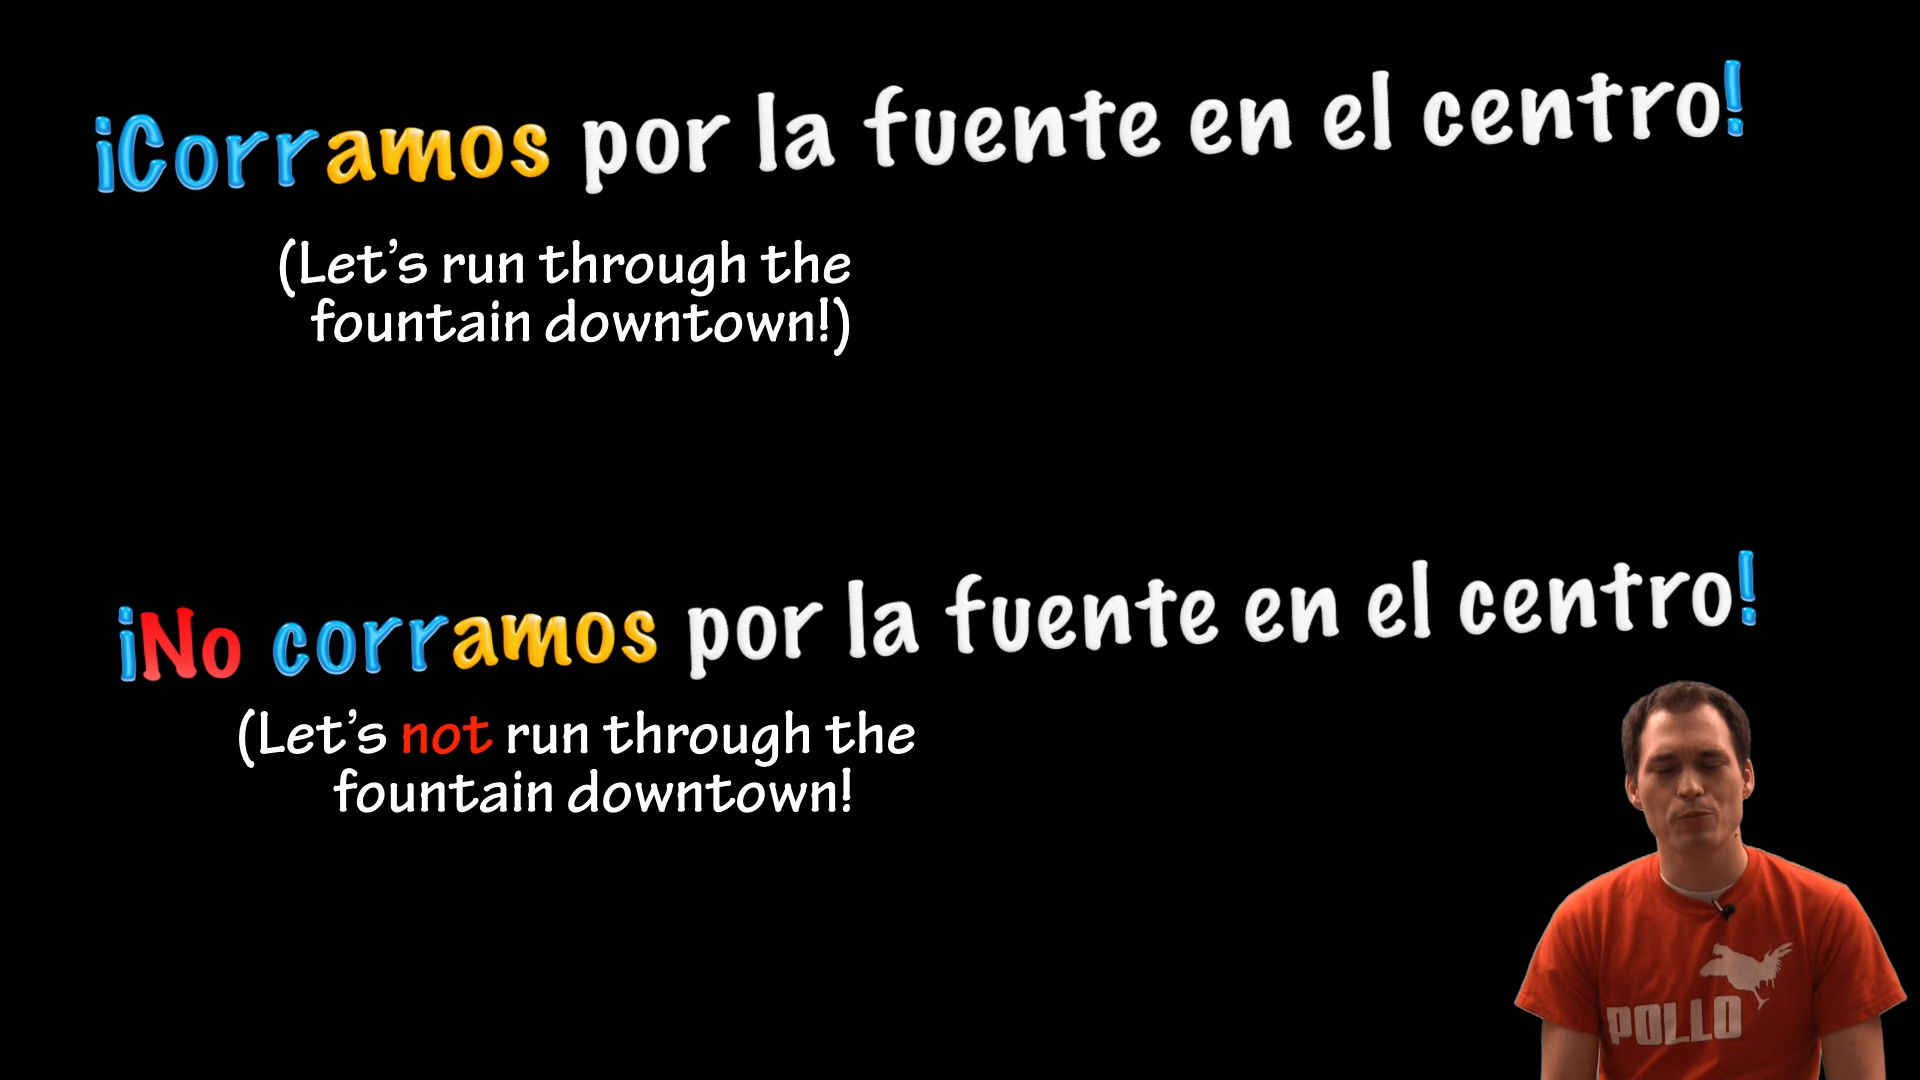 ¡Corramos por la fuente en el centro!
(Let's run through the
fountain downtown!)
¡No corramos por la fuente en el centro!
(Let's not run through the
fountain downtown!
POLLO